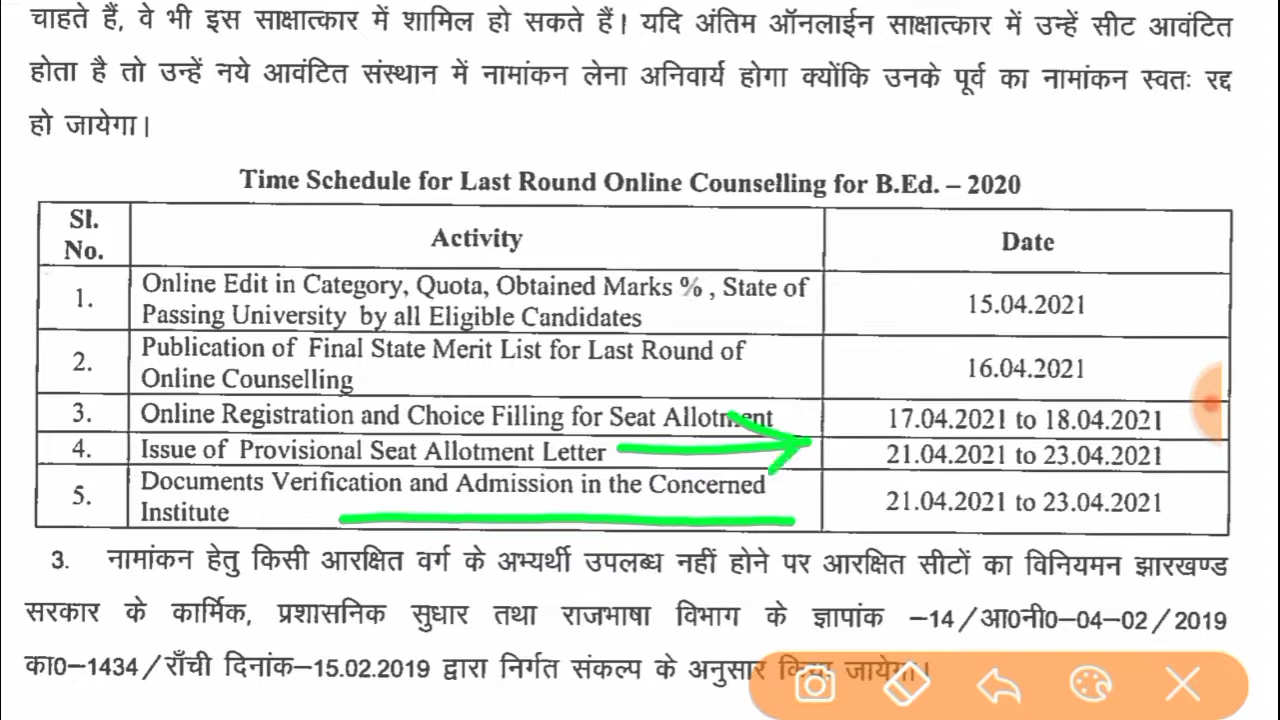 चाहते हैं, वे भी इस साक्षात्कार में शामिल हो सकते हैं। यदि अंतिम ऑनलाईन साक्षात्कार में उन्हें सीट आवंटित
होता है तो उन्हें नये आवंटित संस्थान में नामांकन लेना अनिवार्य होगा क्योंकि उनके पूर्व का नामांकन स्वतः रद्द
हो जायेगा।
Time Schedule for Last Round Online Counselling for B.Ed. – 2020
Sl.
No.
Activity
Date
1.
Online Edit in Category, Quota, Obtained Marks % , State of
Passing University by all Eligible Candidates
15.04.2021
2.
Publication of Final State Merit List for Last Round of
Online Counselling
16.04.2021
3.
Online Registration and Choice Filling for Seat Allotment
17.04.2021 to 18.04.2021
4.
Issue of Provisional Seat Allotment Letter
21.04.2021 to 23.04.2021
5.
Documents Verification and Admission in the Concerned
Institute
21.04.2021 to 23.04.2021
3. नामांकन हेतु किसी आरक्षित वर्ग के अभ्यर्थी उपलब्ध नहीं होने पर आरक्षित सीटों का विनियमन झारखण्ड
सरकार के कार्मिक, प्रशासनिक सुधार तथा राजभाषा विभाग के ज्ञापांक –14/आ0नी0–04–02/2019
का0–1434/राँची दिनांक–15.02.2019 द्वारा निर्गत संकल्प के अनुसार किया जायेगा।